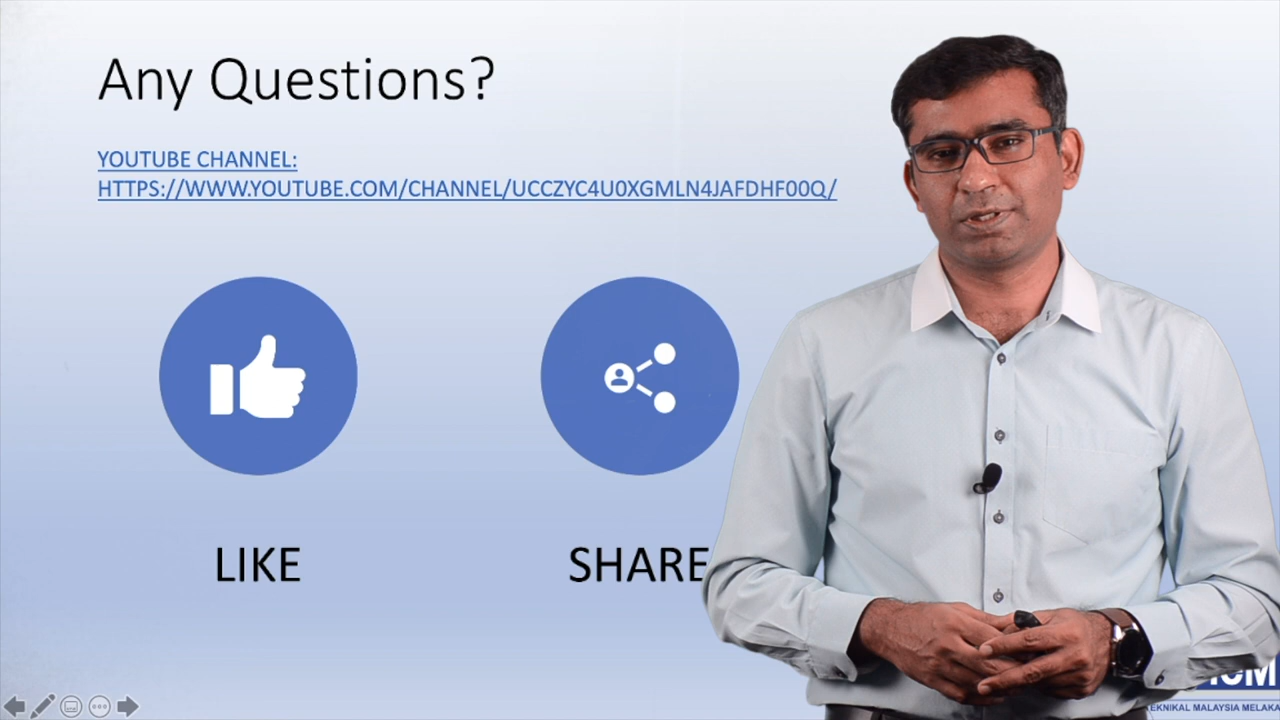 Any Questions?
YOUTUBE CHANNEL:
HTTPS://WWW.YOUTUBE.COM/CHANNEL/UCCZYC4U0XGMLN4JAFDHF00Q/
LIKE
SHARE
TEKNIKAL MALAYSIA MELAKA